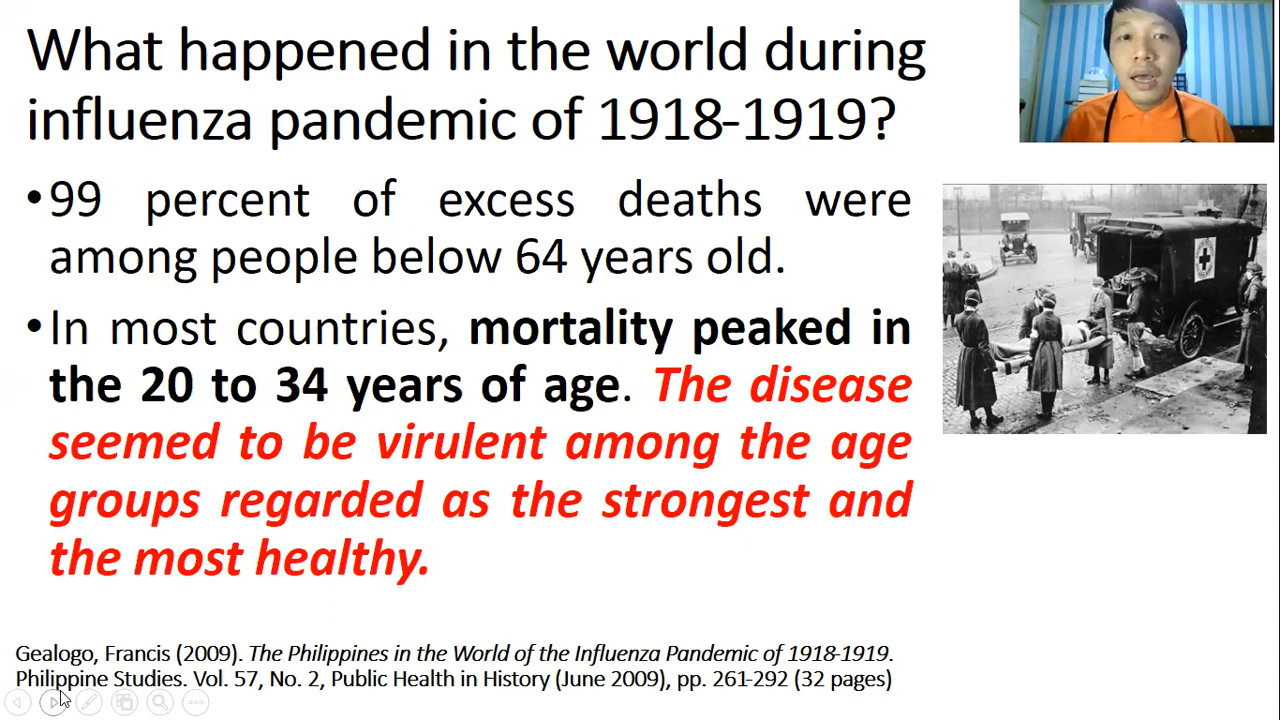 What happened in the world during
influenza pandemic of 1918-1919?
•99 percent of excess deaths were
among people below 64 years old.
•In most countries, mortality peaked in
the 20 to 34 years of age. The disease
seemed to be virulent among the age
groups regarded as the strongest and
the most healthy.
Gealogo, Francis (2009). The Philippines in the World of the Influenza Pandemic of 1918-1919.
Philippine Studies. Vol. 57, No. 2, Public Health in History (June 2009), pp. 261-292 (32 pages)